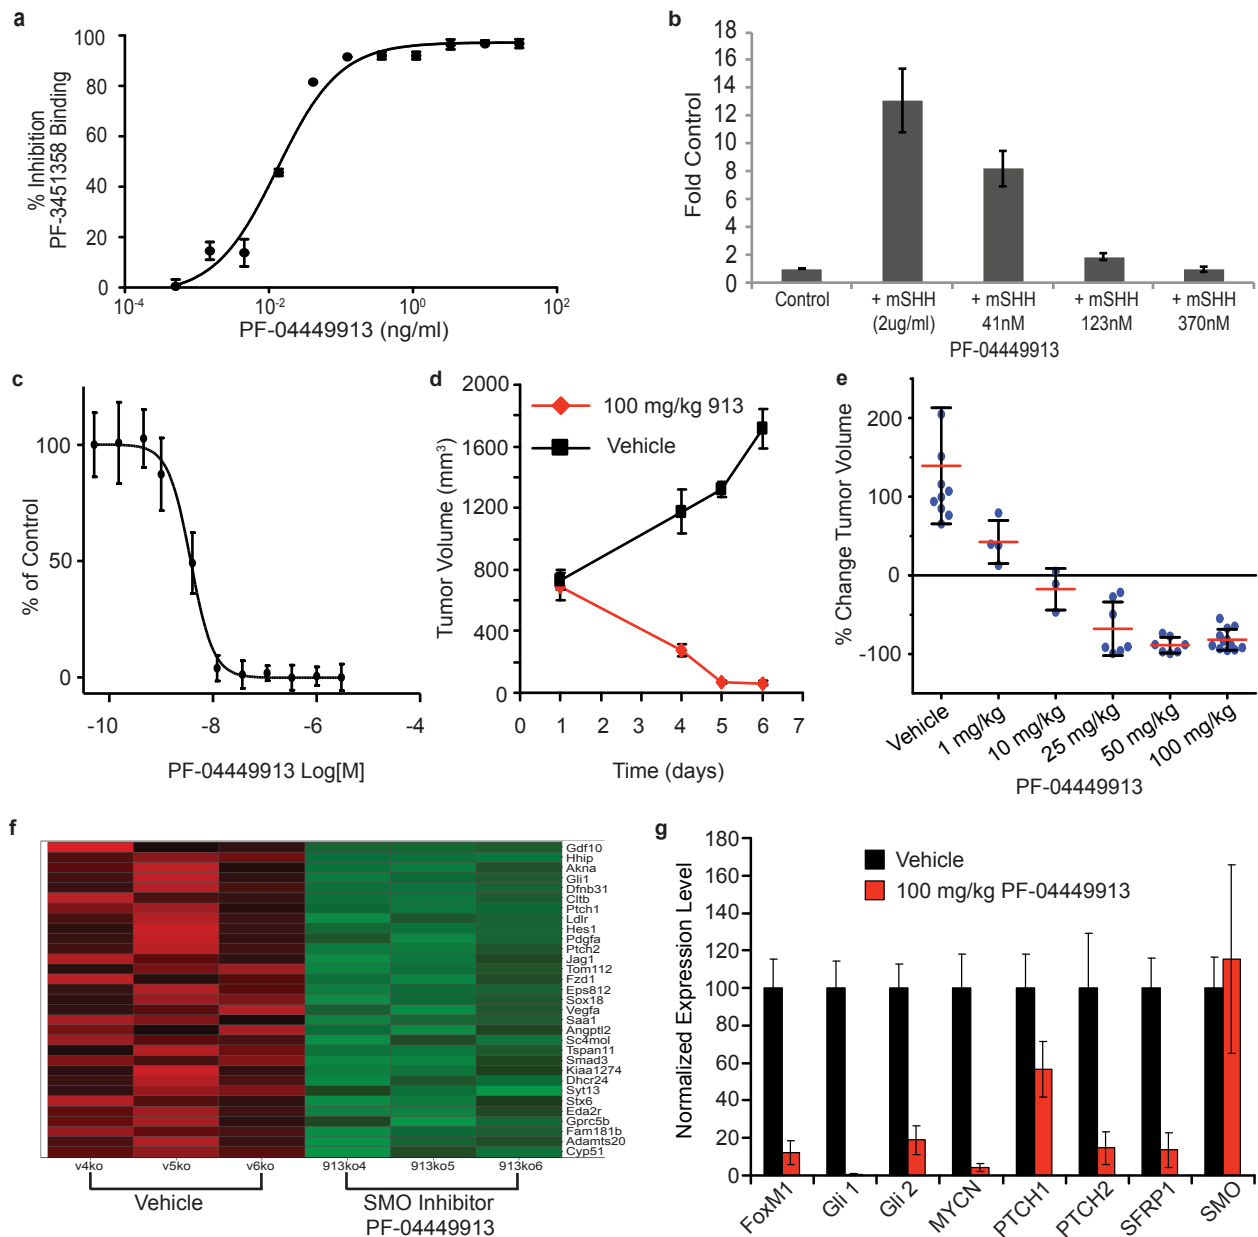 a
% Inhibition
PF-3451358 Binding
100
80
60
40
20
0
10-4
10-2
100
102
PF-04449913 (ng/ml)
b
Fold Control
18
16
14
12
10
8
6
4
2
0
Control
+ mSHH
(2ug/ml)
+ mSHH
41nM
+ mSHH
123nM
+ mSHH
370nM
PF-04449913
c
% of Control
100
50
0
-10
-8
-6
-4
PF-04449913 Log[M]
d
Tumor Volume (mm3)
2000
1600
1200
800
400
0
100 mg/kg 913
Vehicle
0 1 2 3 4 5 6 7
Time (days)
e
% Change Tumor Volume
200
100
0
-100
Vehicle
1 mg/kg
10 mg/kg
25 mg/kg
50 mg/kg
100 mg/kg
PF-04449913
f
Gdf10
Hhip
Akna
Gli1
Dfnb31
Cltb
Ptch1
Ldlr
Hes1
Pdgfa
Ptch2
Jag1
Tom112
Fzd1
Eps812
Sox18
Vegfa
Saa1
Angptl2
Sc4mol
Tspan11
Smad3
Kiaa1274
Dhcr24
Syt13
Stx6
Eda2r
Gprc5b
Fam181b
Adamts20
Cyp51
v4ko
v5ko
v6ko
913ko4
913ko5
913ko6
Vehicle
SMO Inhibitor
PF-04449913
g
Normalized Expression Level
180
160
140
120
100
80
60
40
20
0
Vehicle
100 mg/kg PF-04449913
FoxM1
Gli 1
Gli 2
MYCN
PTCH1
PTCH2
SFRP1
SMO